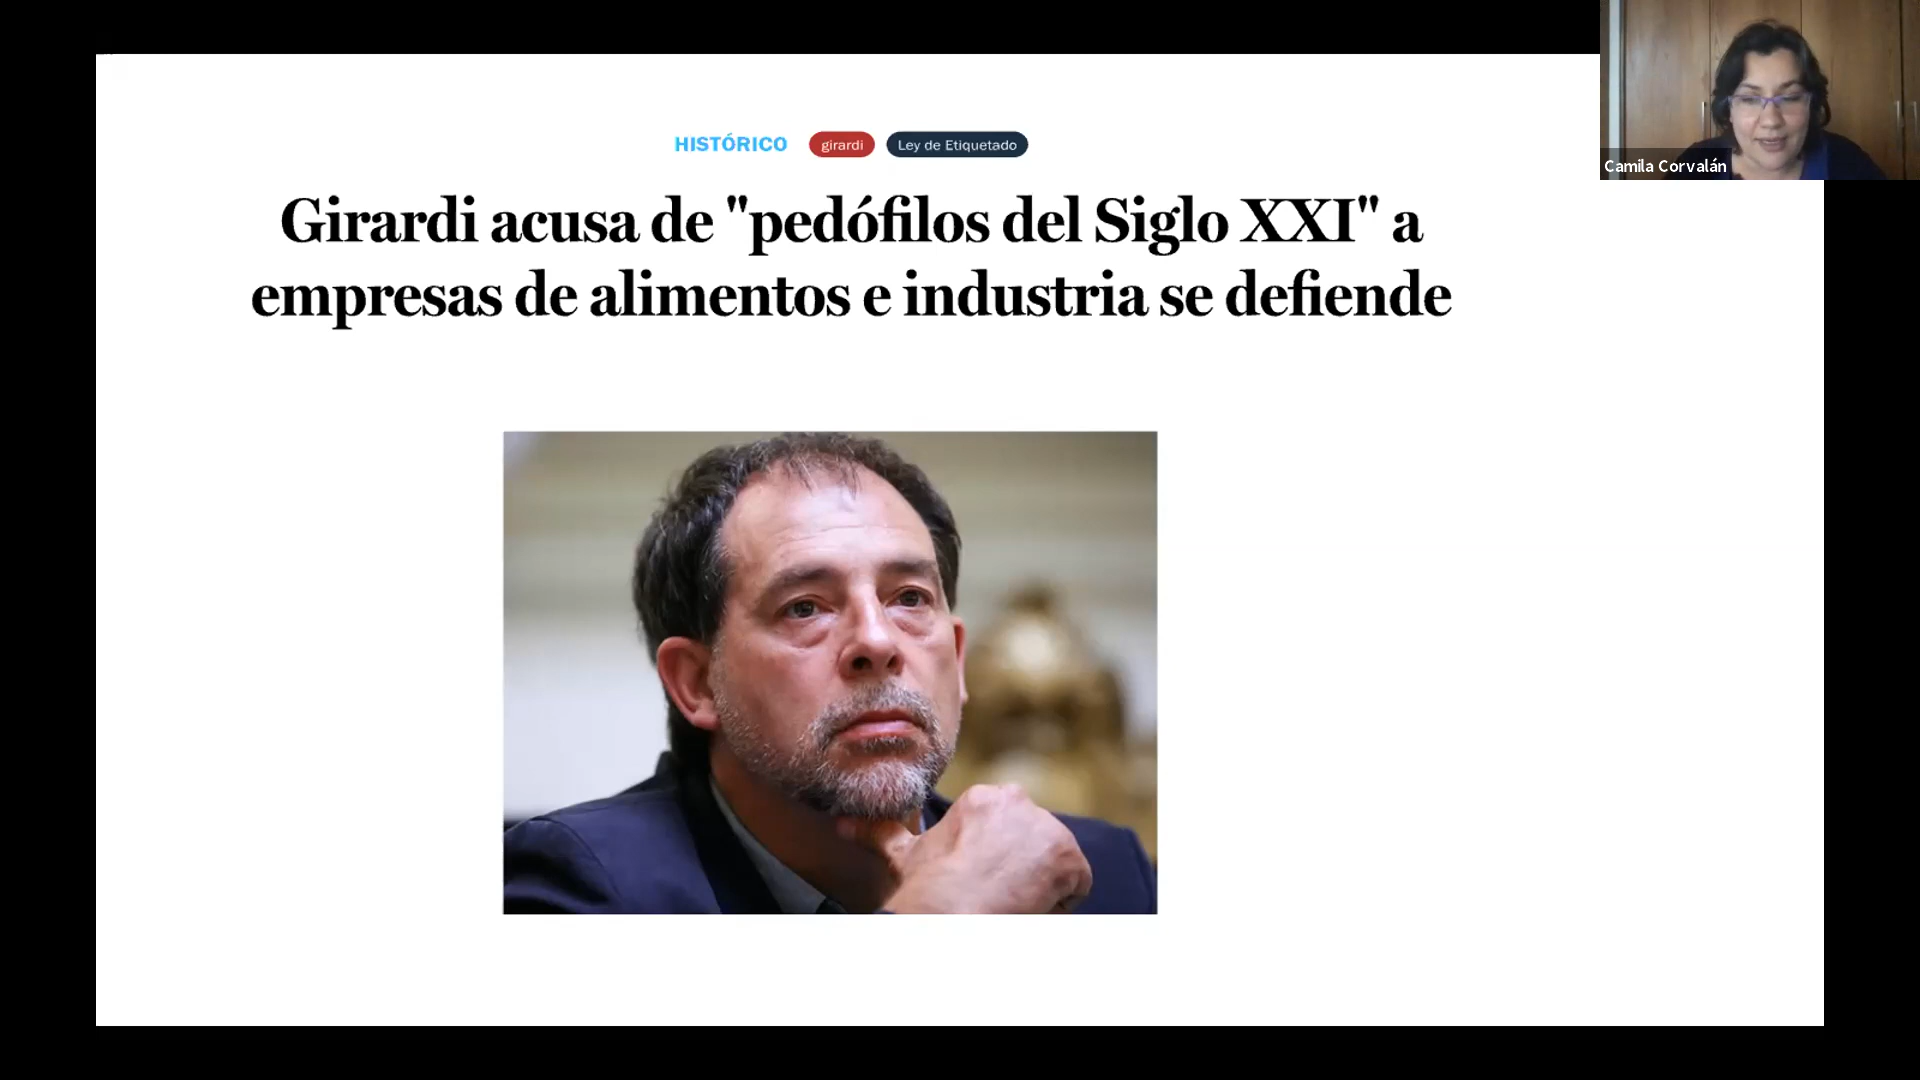 HISTÓRICO girardi Ley de Etiquetado
Girardi acusa de "pedófilos del Siglo XXI" a
empresas de alimentos e industria se defiende
Camila Corvalán